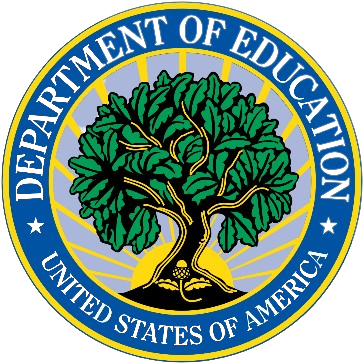 DEPARTMENT OF EDUCATION
UNITED STATES OF AMERICA